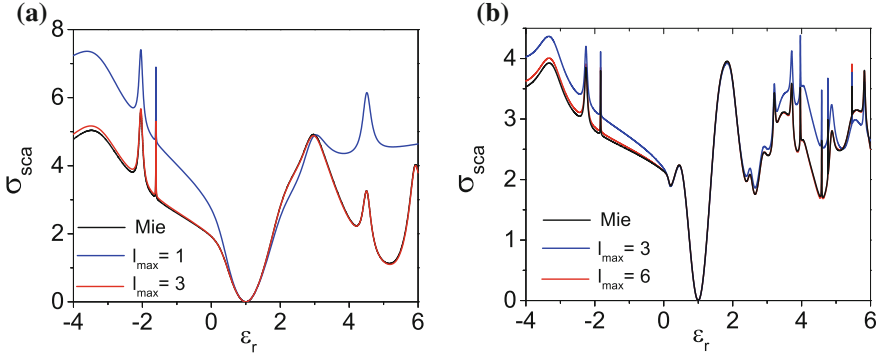 (a)
8
6
4
2
0
σsca
Mie
lmax= 1
lmax= 3
-4 -2 0 2 4 6
εr
(b)
4
3
2
1
0
σsca
Mie
lmax= 3
lmax= 6
-4 -2 0 2 4 6
εr